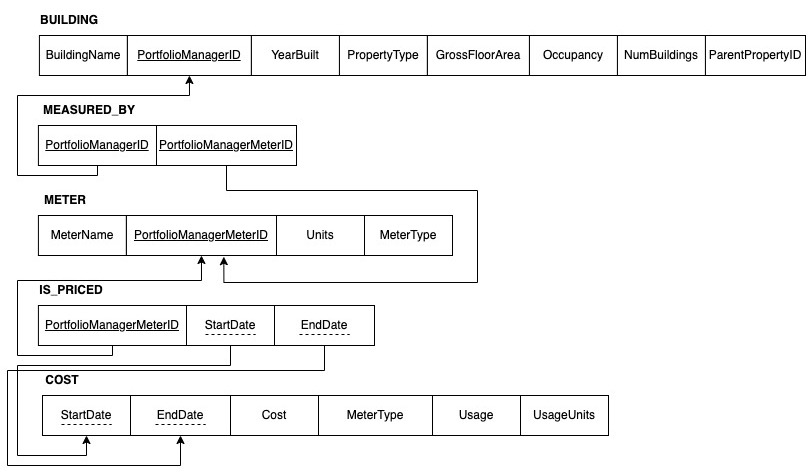 BUILDING
BuildingName PortfolioManagerID YearBuilt PropertyType GrossFloorArea Occupancy NumBuildings ParentPropertyID
MEASURED_BY
PortfolioManagerID PortfolioManagerMeterID
METER
MeterName PortfolioManagerMeterID Units MeterType
IS_PRICED
PortfolioManagerMeterID StartDate EndDate
COST
StartDate EndDate Cost MeterType Usage UsageUnits